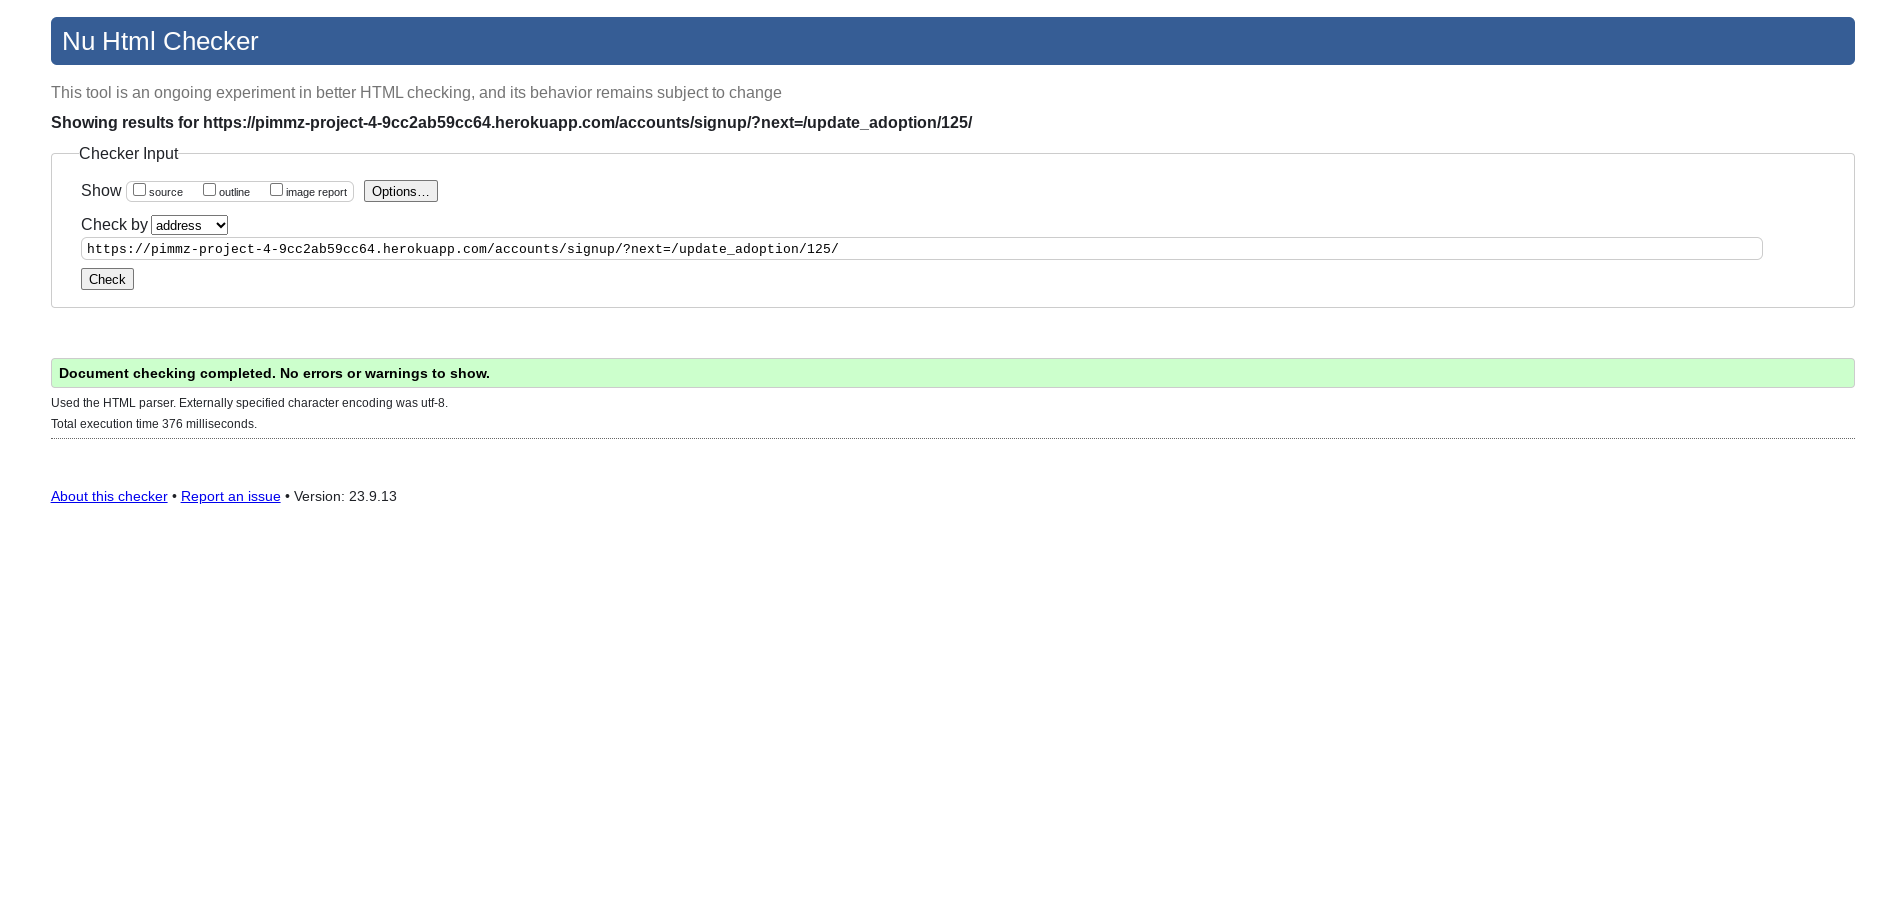 Nu Html Checker
This tool is an ongoing experiment in better HTML checking, and its behavior remains subject to change
Showing results for https://pimmz-project-4-9cc2ab59cc64.herokuapp.com/accounts/signup/?next=/update_adoption/125/
Checker Input
Show source outline image report Options...
Check by address
https://pimmz-project-4-9cc2ab59cc64.herokuapp.com/accounts/signup/?next=/update_adoption/125/
Check
Document checking completed. No errors or warnings to show.
Used the HTML parser. Externally specified character encoding was utf-8.
Total execution time 376 milliseconds.
About this checker • Report an issue • Version: 23.9.13